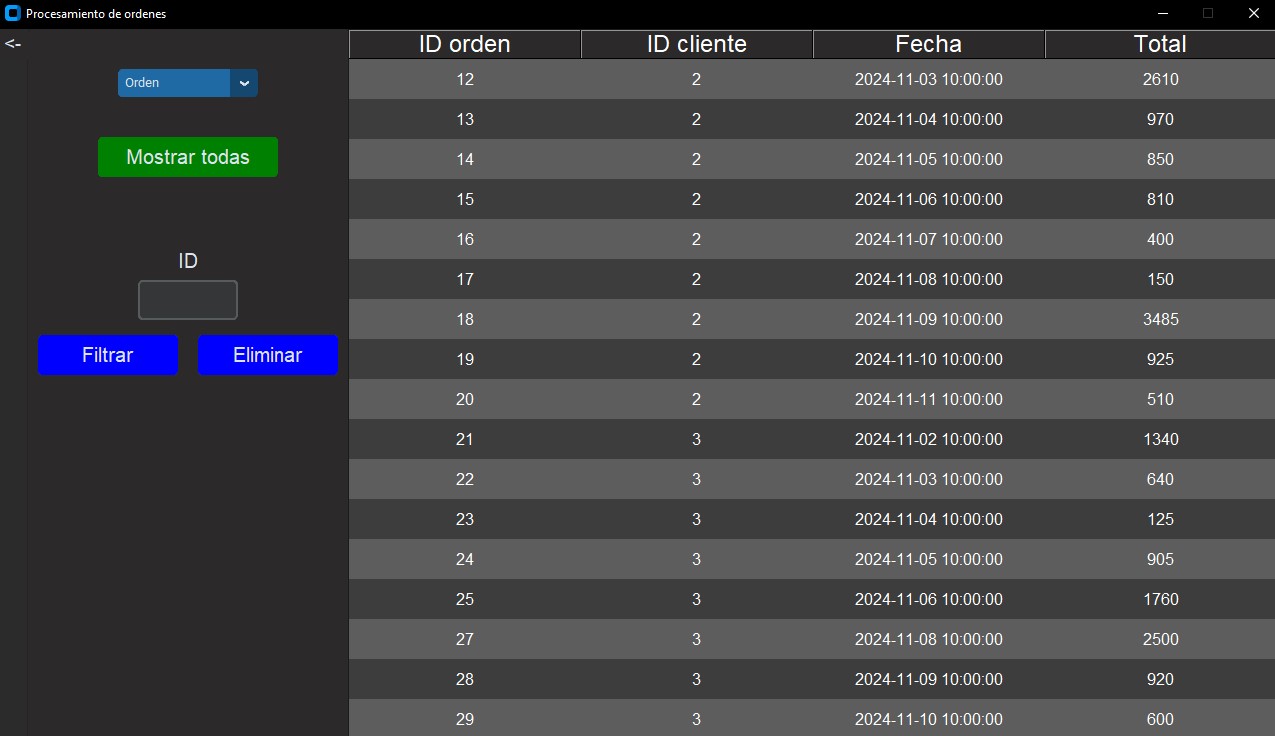 Procesamiento de ordenes
<-
Orden
Mostrar todas
ID
Filtrar Eliminar
ID orden ID cliente Fecha Total
12 2 2024-11-03 10:00:00 2610
13 2 2024-11-04 10:00:00 970
14 2 2024-11-05 10:00:00 850
15 2 2024-11-06 10:00:00 810
16 2 2024-11-07 10:00:00 400
17 2 2024-11-08 10:00:00 150
18 2 2024-11-09 10:00:00 3485
19 2 2024-11-10 10:00:00 925
20 2 2024-11-11 10:00:00 510
21 3 2024-11-02 10:00:00 1340
22 3 2024-11-03 10:00:00 640
23 3 2024-11-04 10:00:00 125
24 3 2024-11-05 10:00:00 905
25 3 2024-11-06 10:00:00 1760
27 3 2024-11-08 10:00:00 2500
28 3 2024-11-09 10:00:00 920
29 3 2024-11-10 10:00:00 600